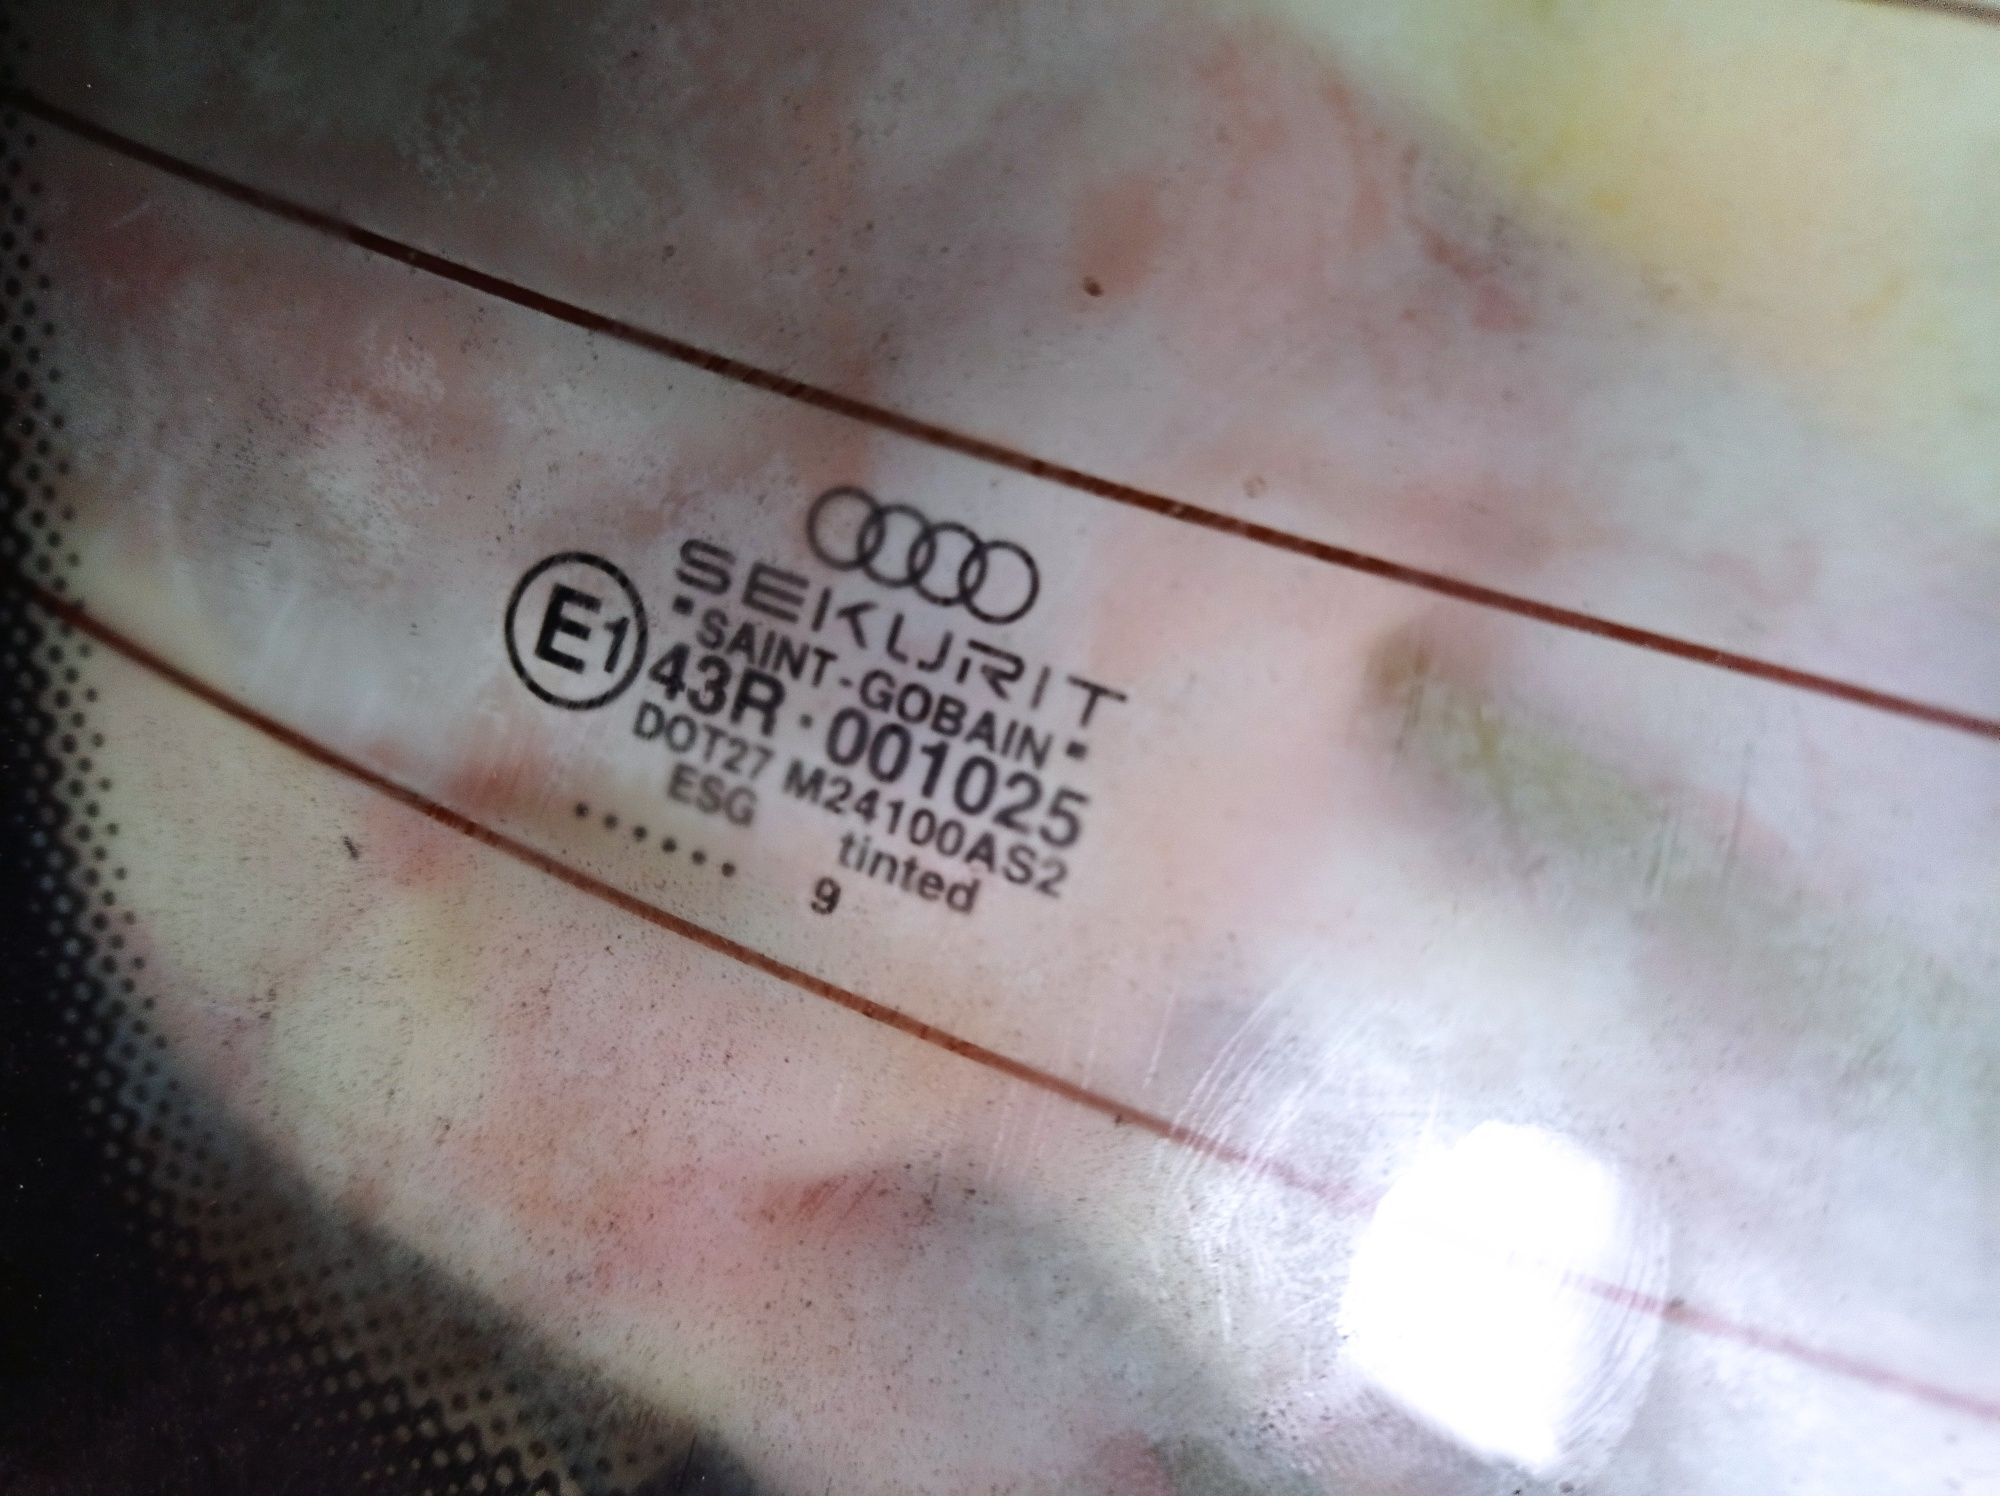 SEKURIT
"SAINT-GOBAIN"
E1 43R · 001025
DOT27 M24100AS2
ESG tinted
...... 9